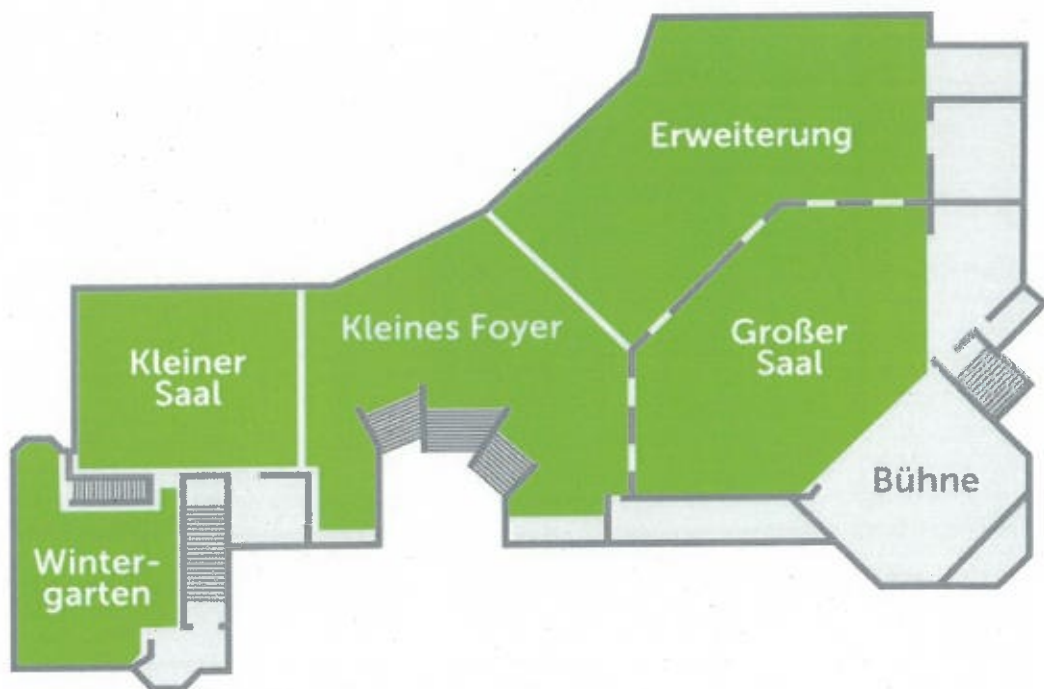 Erweiterung
Kleines Foyer
Großer
Saal
Kleiner
Saal
Bühne
Winter-
garten